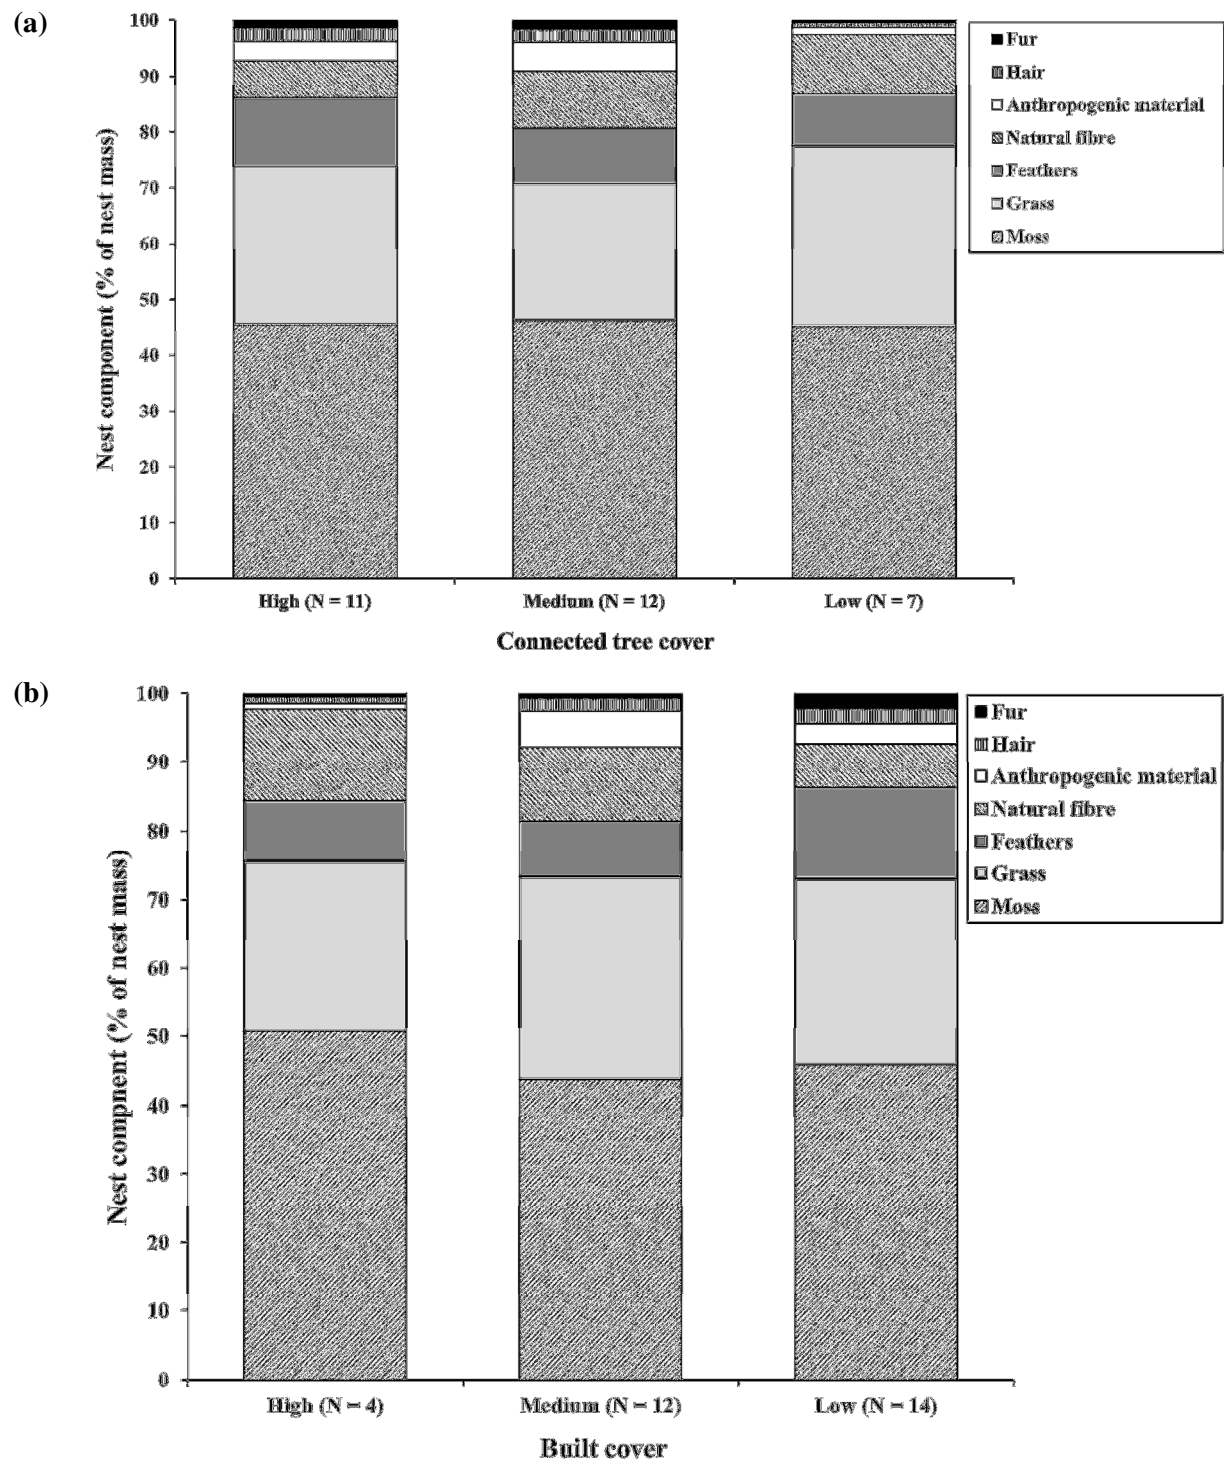 (a)
Nest component (% of nest mass)
100
90
80
70
60
50
40
30
20
10
0
High (N = 11)
Medium (N = 12)
Low (N = 7)
Connected tree cover
Fur
Hair
Anthropogenic material
Natural fibre
Feathers
Grass
Moss
(b)
Nest compnent (% of nest mass)
100
90
80
70
60
50
40
30
20
10
0
High (N = 4)
Medium (N = 12)
Low (N = 14)
Built cover
Fur
Hair
Anthropogenic material
Natural fibre
Feathers
Grass
Moss